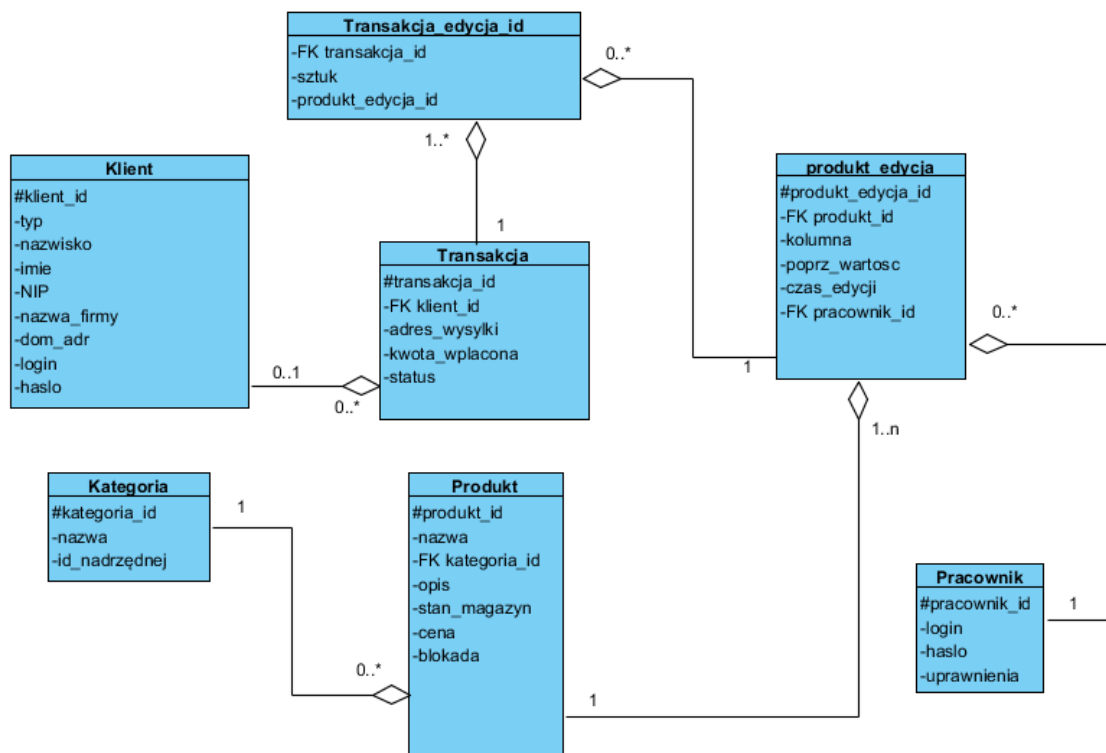 Transakcja_edycja_id
-FK transakcja_id
-sztuk
-produkt_edycja_id
0..*
1..*
Klient
#klient_id
-typ
-nazwisko
-imie
-NIP
-nazwa_firmy
-dom_adr
-login
-haslo
1
Transakcja
#transakcja_id
-FK klient_id
-adres_wysylki
-kwota_wplacona
-status
0..1
0..*
produkt_edycja
#produkt_edycja_id
-FK produkt_id
-kolumna
-poprz_wartosc
-czas_edycji
-FK pracownik_id
0..*
1
1..n
Kategoria
#kategoria_id
-nazwa
-id_nadrzędnej
1
Produkt
#produkt_id
-nazwa
-FK kategoria_id
-opis
-stan_magazyn
-cena
-blokada
0..*
1
Pracownik
#pracownik_id
-login
-haslo
-uprawnienia
1